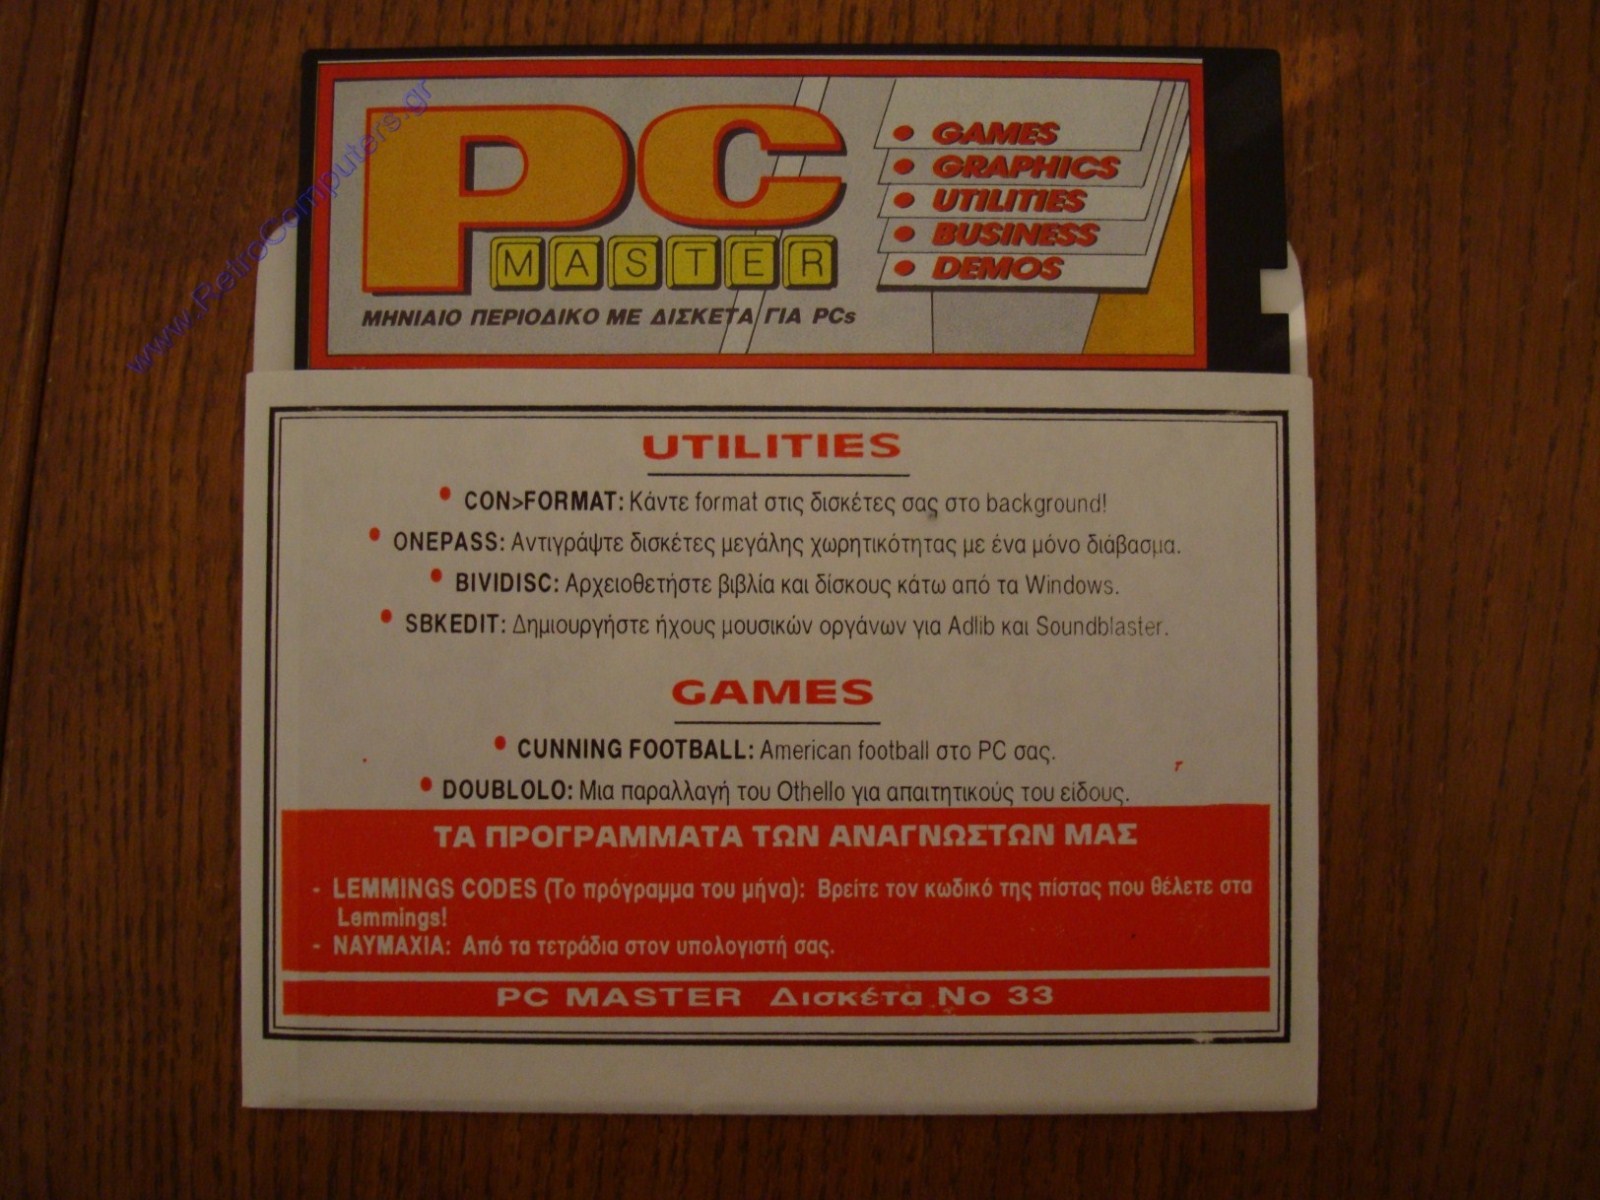 www.RetroComputers.gr
PC
MASTER
ΜΗΝΙΑΙΟ ΠΕΡΙΟΔΙΚΟ ΜΕ ΔΙΣΚΕΤΑ ΓΙΑ PCs
• GAMES
• GRAPHICS
• UTILITIES
• BUSINESS
• DEMOS
UTILITIES
• CON>FORMAT: Κάντε format στις δισκέτες σας στο background!
• ONEPASS: Αντιγράψτε δισκέτες μεγάλης χωρητικότητας με ένα μόνο διάβασμα.
• BIVIDISC: Αρχειοθετήστε βιβλία και δίσκους κάτω από τα Windows.
• SBKEDIT: Δημιουργήστε ήχους μουσικών οργάνων για Adlib και Soundblaster.
GAMES
• CUNNING FOOTBALL: American football στο PC σας.
• DOUBLOLO: Μια παραλλαγή του Othello για απαιτητικούς του είδους.
ΤΑ ΠΡΟΓΡΑΜΜΑΤΑ ΤΩΝ ΑΝΑΓΝΩΣΤΩΝ ΜΑΣ
- LEMMINGS CODES (Το πρόγραμμα του μήνα): Βρείτε τον κωδικό της πίστας που θέλετε στα
Lemmings!
- ΝΑΥΜΑΧΙΑ: Από τα τετράδια στον υπολογιστή σας.
PC MASTER Δισκέτα Νο 33